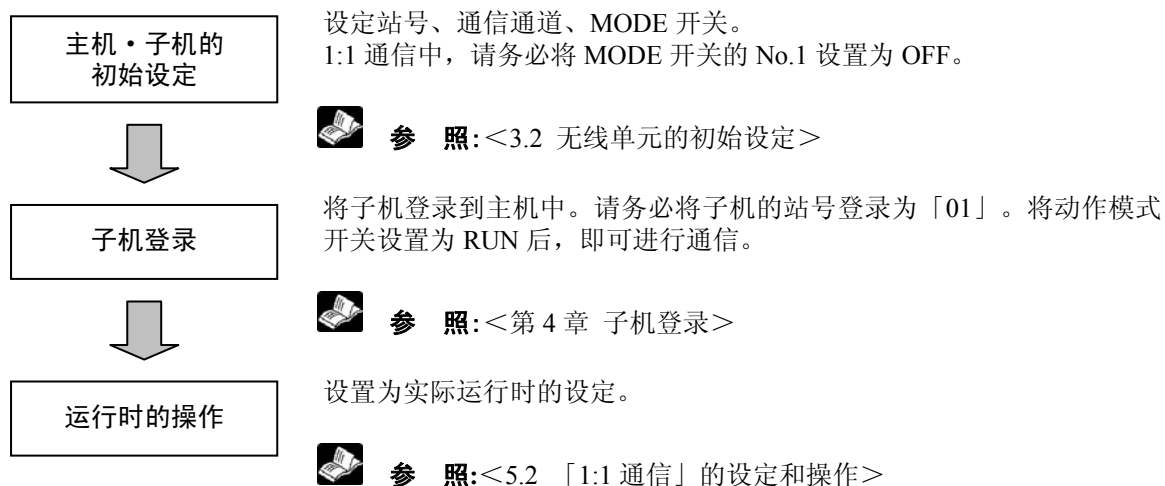 主机・子机的
初始设定
设定站号、通信通道、MODE 开关。
1:1 通信中，请务必将 MODE 开关的 No.1 设置为 OFF。
参 照:＜3.2 无线单元的初始设定＞
子机登录
将子机登录到主机中。请务必将子机的站号登录为「01」。将动作模式
开关设置为 RUN 后，即可进行通信。
参 照:＜第 4 章 子机登录＞
运行时的操作
设置为实际运行时的设定。
参 照:＜5.2 「1:1 通信」的设定和操作＞